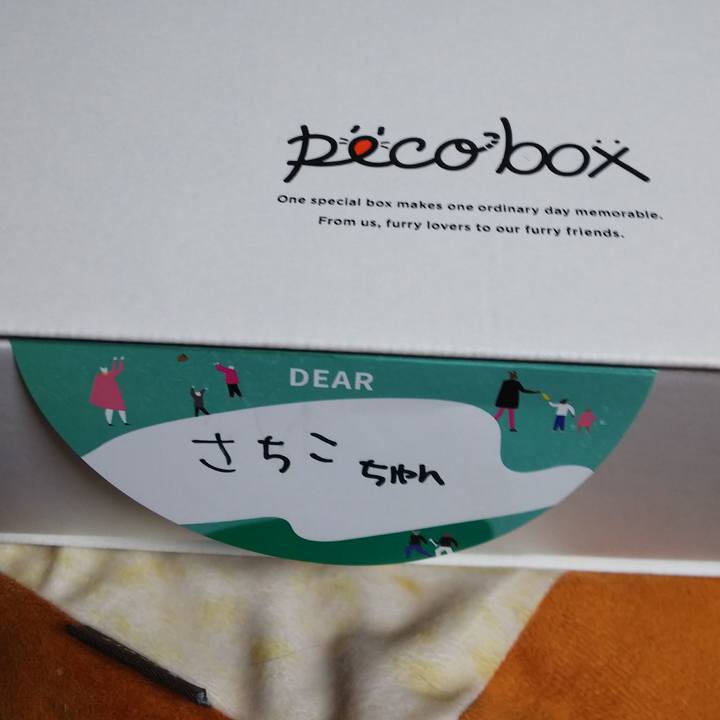 pecobox
One special box makes one ordinary day memorable.
From us, furry lovers to our furry friends.
DEAR
さちこ ちゃん